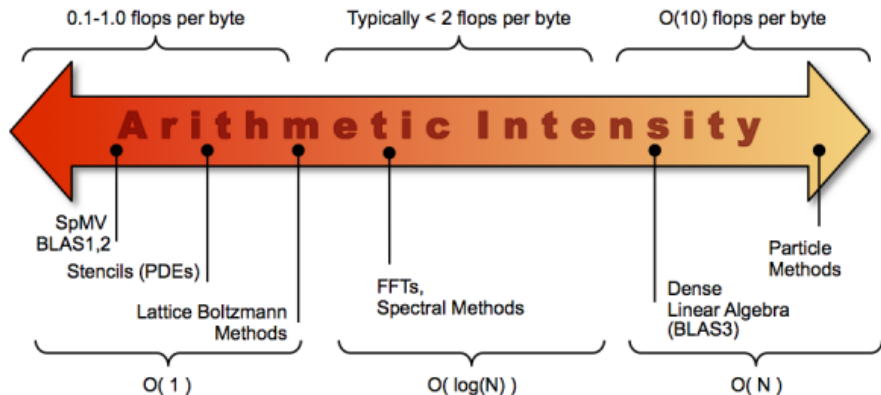 0.1-1.0 flops per byte
Typically < 2 flops per byte
O(10) flops per byte
Arithmetic Intensity
SpMV
BLAS1,2
Stencils (PDEs)
Lattice Boltzmann
Methods
FFTs,
Spectral Methods
Dense
Linear Algebra
(BLAS3)
Particle
Methods
O( 1 )
O( log(N) )
O( N )